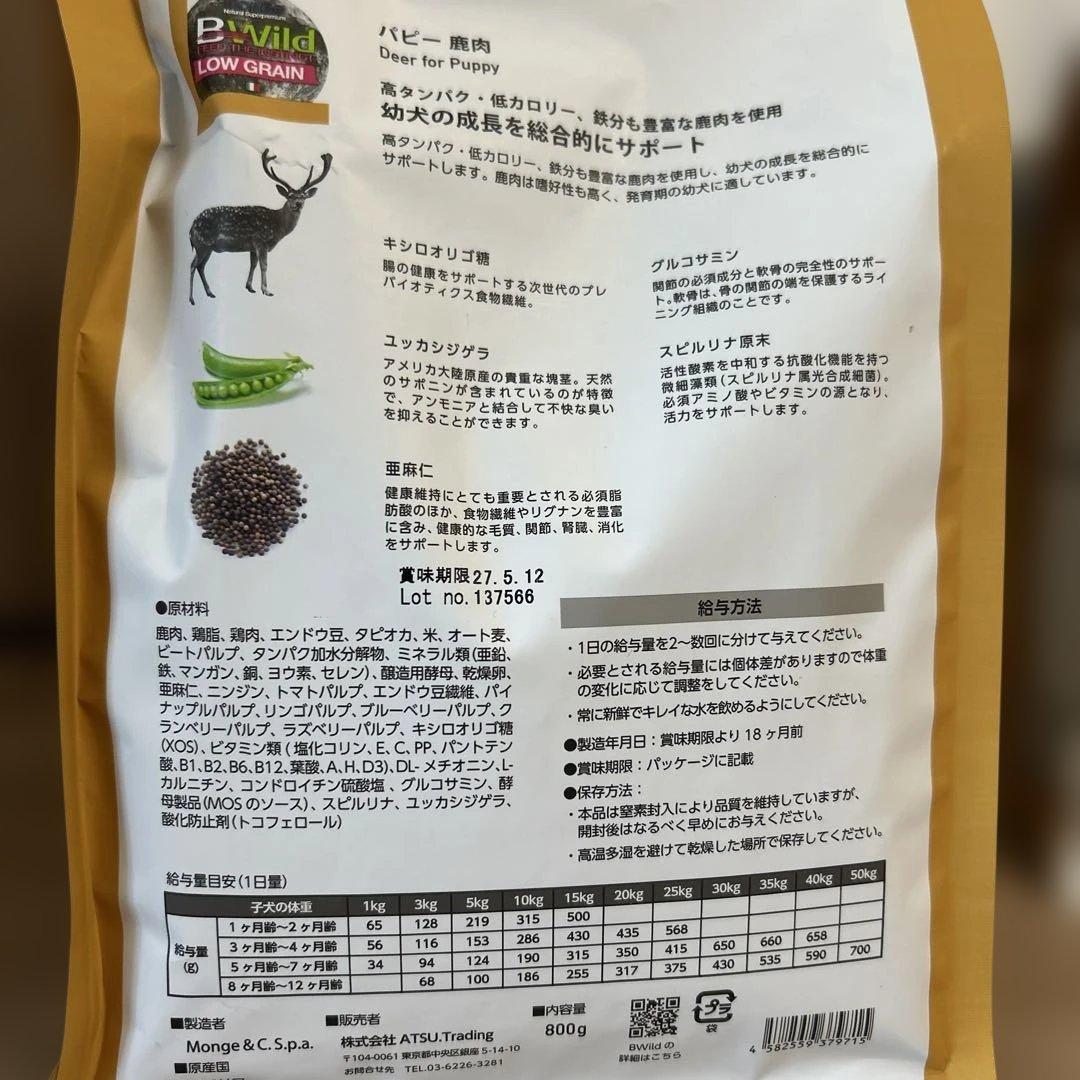 Natural Superpremium
BWild
FEED THE INSTINCT
LOW GRAIN
パピー 鹿肉
Deer for Puppy
高タンパク・低カロリー、鉄分も豊富な鹿肉を使用
幼犬の成長を総合的にサポート
高タンパク・低カロリー、鉄分も豊富な鹿肉を使用し、幼犬の成長を総合的に
サポートします。鹿肉は嗜好性も高く、発育期の幼犬に適しています。
キシロオリゴ糖
腸の健康をサポートする次世代のプレ
バイオティクス食物繊維。
グルコサミン
関節の必須成分と軟骨の完全性のサポー
ト。軟骨は、骨の関節の端を保護するライ
ニング組織のことです。
ユッカシジゲラ
アメリカ大陸原産の貴重な塊茎。天然
のサポニンが含まれているのが特徴
で、アンモニアと結合して不快な臭い
を抑えることができます。
スピルリナ原末
活性酸素を中和する抗酸化機能を持つ
微細藻類(スピルリナ属光合成細菌)。
必須アミノ酸やビタミンの源となり、
活力をサポートします。
亜麻仁
健康維持にとても重要とされる必須脂
肪酸のほか、食物繊維やリグナンを豊富
に含み、健康的な毛質、関節、腎臓、消化
をサポートします。
賞味期限27.5.12
Lot no.137566
●原材料
鹿肉、鶏脂、鶏肉、エンドウ豆、タピオカ、米、オート麦、
ビートパルプ、タンパク加水分解物、ミネラル類(亜鉛、
鉄、マンガン、銅、ヨウ素、セレン)、醸造用酵母、乾燥卵、
亜麻仁、ニンジン、トマトパルプ、エンドウ豆繊維、パイ
ナップルパルプ、リンゴパルプ、ブルーベリーパルプ、ク
ランベリーパルプ、ラズベリーパルプ、キシロオリゴ糖
(XOS)、ビタミン類(塩化コリン、E、C、PP、パントテン
酸、B1、B2、B6、B12、葉酸、A、H、D3)、DL-メチオニン、L-
カルニチン、コンドロイチン硫酸塩、グルコサミン、酵
母製品(MOSのソース)、スピルリナ、ユッカシジゲラ、
酸化防止剤(トコフェロール)
給与方法
・1日の給与量を2～数回に分けて与えてください。
・必要とされる給与量には個体差がありますので体重
の変化に応じて調整をしてください。
・常に新鮮でキレイな水を飲めるようにしてください。
●製造年月日：賞味期限より18ヶ月前
●賞味期限：パッケージに記載
●保存方法：
・本品は窒素封入により品質を維持していますが、
開封後はなるべく早めにお与えください。
・高温多湿を避けて乾燥した場所で保存してください。
給与量目安(1日量)
子犬の体重 1kg 3kg 5kg 10kg 15kg 20kg 25kg 30kg 35kg 40kg 50kg
給与量
(g)
1ヶ月齢～2ヶ月齢 65 128 219 315 500
3ヶ月齢～4ヶ月齢 56 116 153 286 430 435 568
5ヶ月齢～7ヶ月齢 34 94 124 190 315 350 415 650 660 658
8ヶ月齢～12ヶ月齢 68 100 186 255 317 375 430 535 590 700
■製造者
Monge & C. S.p.a.
■原産国
■販売者
株式会社 ATSU.Trading
〒104-0061 東京都中央区銀座 5-14-10
お問合せ先 TEL.03-6226-3281
■内容量
800g
BWild の
詳細はこちら
プラ
袋
4 582559 379715